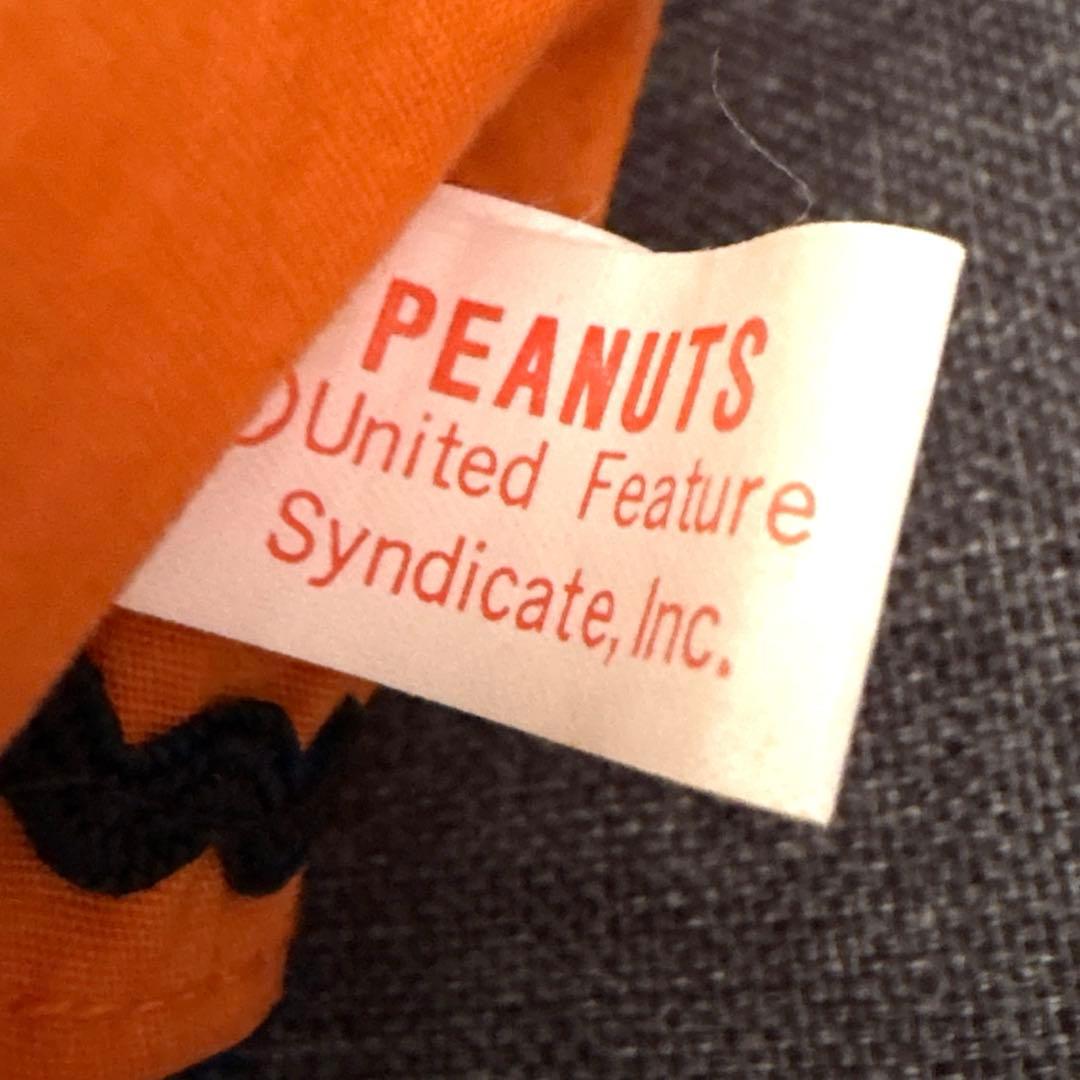 PEANUTS
©United Feature
Syndicate, Inc.